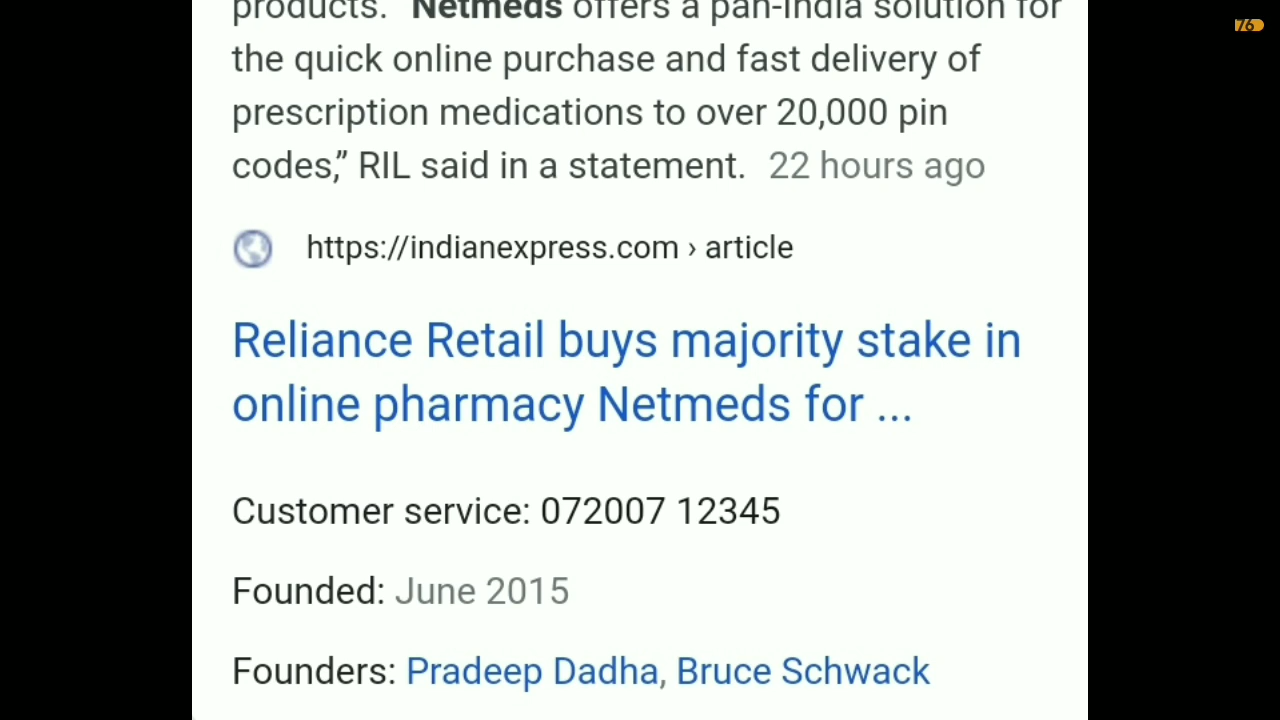 products. Netmeds offers a pan-India solution for
the quick online purchase and fast delivery of
prescription medications to over 20,000 pin
codes,” RIL said in a statement. 22 hours ago
https://indianexpress.com › article
Reliance Retail buys majority stake in
online pharmacy Netmeds for ...
Customer service: 072007 12345
Founded: June 2015
Founders: Pradeep Dadha, Bruce Schwack
76